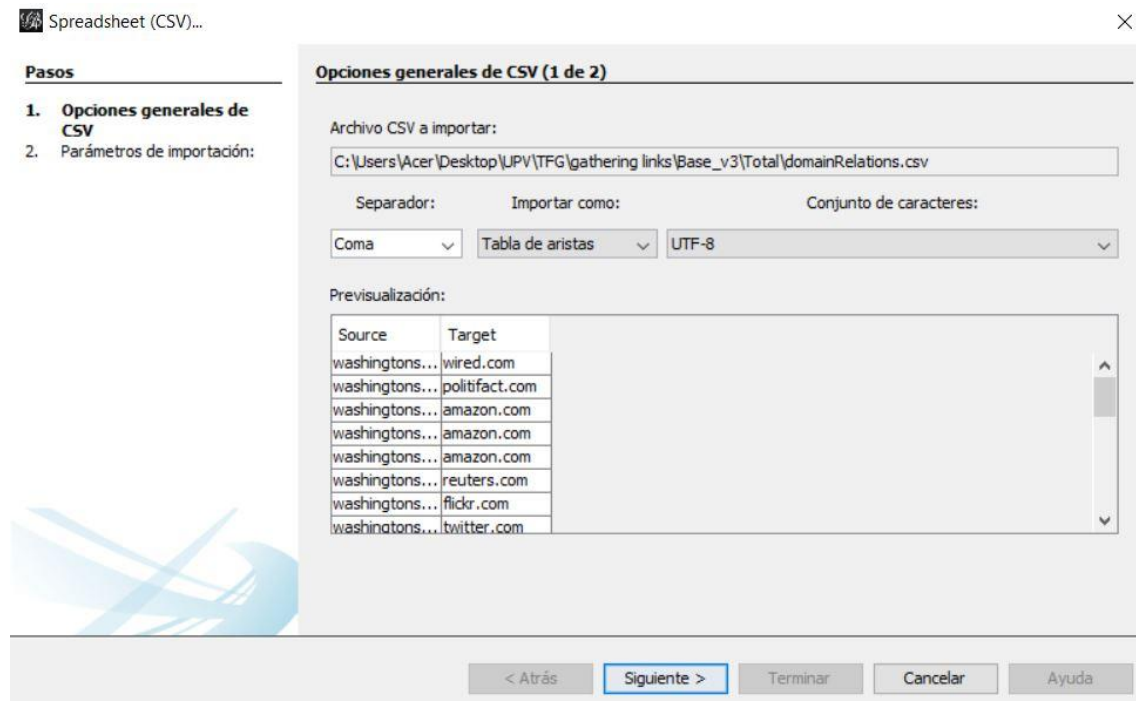 Spreadsheet (CSV)...
Pasos
1. Opciones generales de
CSV
2. Parámetros de importación:
Opciones generales de CSV (1 de 2)
Archivo CSV a importar:
C:\Users\Acer\Desktop\UPV\TFG\gathering links\Base_v3\Total\domainRelations.csv
Separador: Importar como: Conjunto de caracteres:
Coma Tabla de aristas UTF-8
Previsualización:
Source Target
washingtons... wired.com
washingtons... politifact.com
washingtons... amazon.com
washingtons... amazon.com
washingtons... amazon.com
washingtons... reuters.com
washingtons... flickr.com
washingtons... twitter.com
< Atrás Siguiente > Terminar Cancelar Ayuda